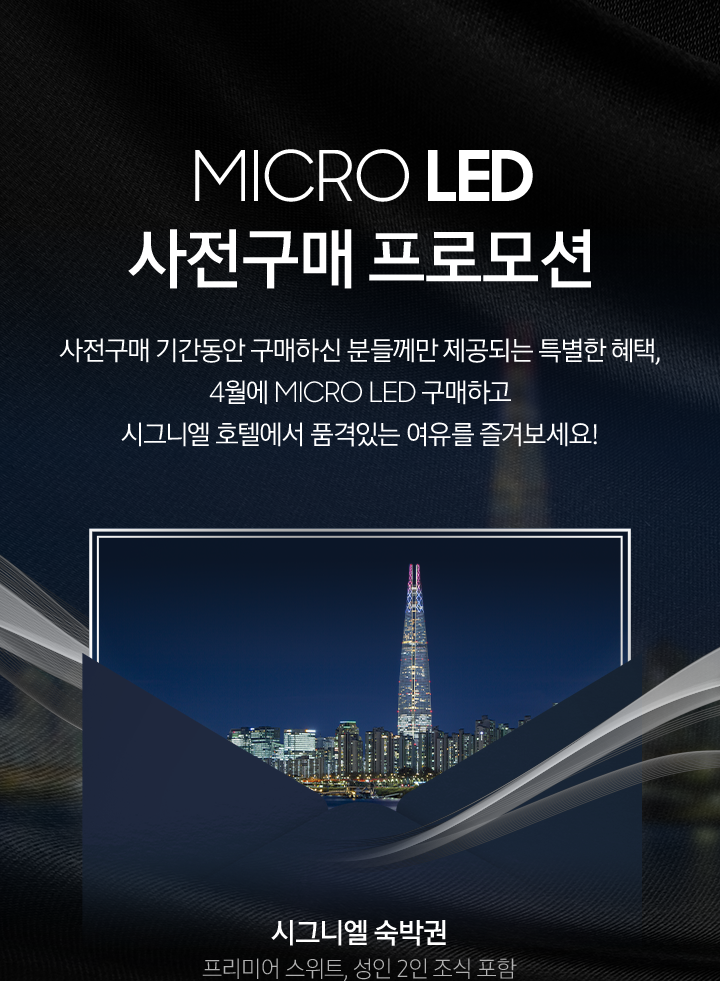 MICRO LED
사전구매 프로모션
사전구매 기간동안 구매하신 분들께만 제공되는 특별한 혜택,
4월에 MICRO LED 구매하고
시그니엘 호텔에서 품격있는 여유를 즐겨보세요!
시그니엘 숙박권
프리미어 스위트, 성인 2인 조식 포함